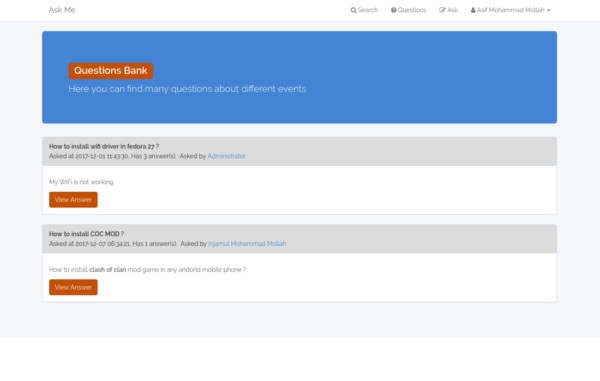 Ask Me Search Questions Ask Asif Mohammad Mollah
Questions Bank
Here you can find many questions about different events.
How to install wifi driver in fedora 27 ?
Asked at 2017-12-01 11:43:30, Has 3 answer(s). Asked by Administrator
My WiFi is not working.
View Answer
How to install COC MOD ?
Asked at 2017-12-07 06:34:21, Has 1 answer(s). Asked by Injamul Mohammad Mollah
How to install clash of clan mod game in any andorid mobile phone ?
View Answer